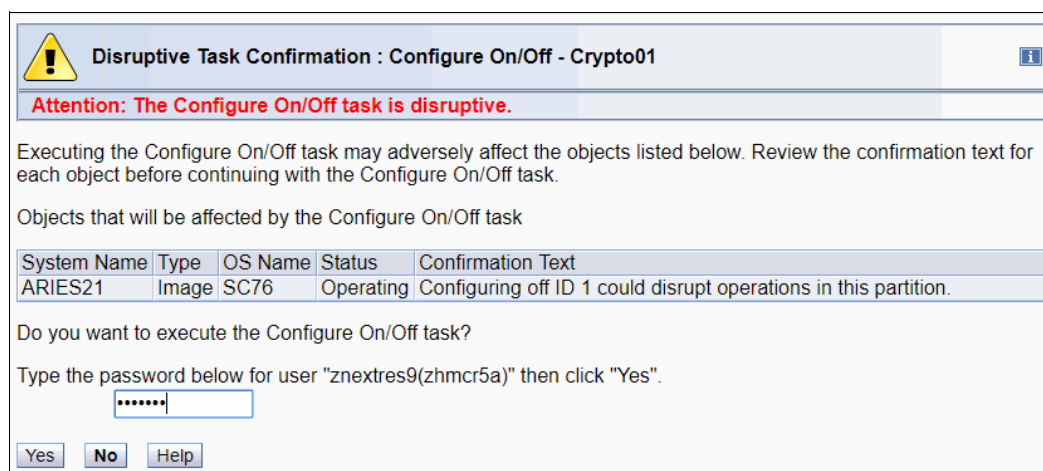 Disruptive Task Confirmation : Configure On/Off - Crypto01
i
Attention: The Configure On/Off task is disruptive.
Executing the Configure On/Off task may adversely affect the objects listed below. Review the confirmation text for
each object before continuing with the Configure On/Off task.
Objects that will be affected by the Configure On/Off task
System Name Type OS Name Status Confirmation Text
ARIES21 Image SC76 Operating Configuring off ID 1 could disrupt operations in this partition.
Do you want to execute the Configure On/Off task?
Type the password below for user "znextres9(zhmcr5a)" then click "Yes".
•••••••
Yes No Help